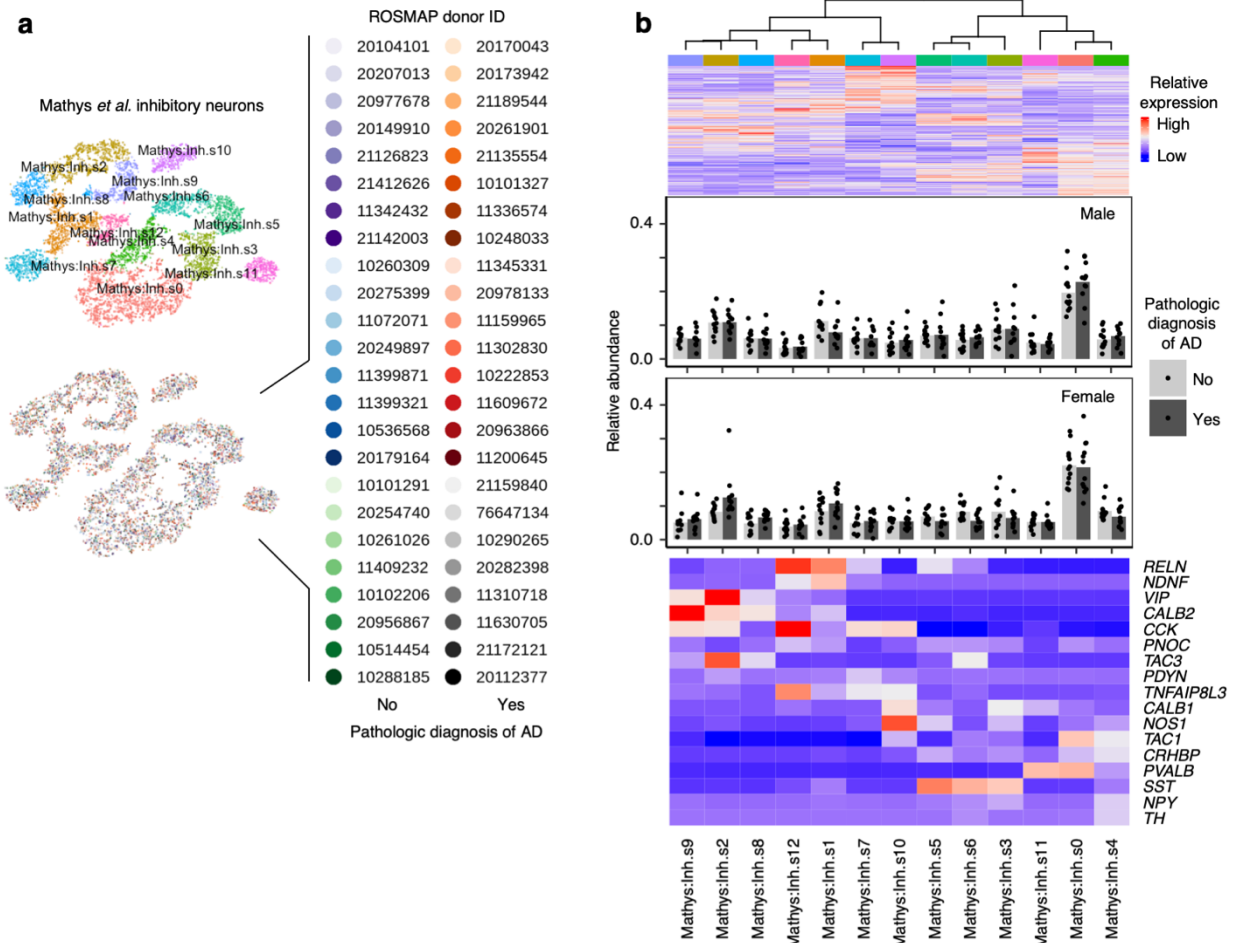 a
ROSMAP donor ID
20104101 20170043
20207013 20173942
20977678 21189544
20149910 20261901
21126823 21135554
21412626 10101327
11342432 11336574
21142003 10248033
10260309 11345331
20275399 20978133
11072071 11159965
20249897 11302830
11399871 10222853
11399321 11609672
10536568 20963866
20179164 11200645
10101291 21159840
20254740 76647134
10261026 10290265
11409232 20282398
10102206 11310718
20956867 11630705
10514454 21172121
10288185 20112377
No Yes
Pathologic diagnosis of AD
Mathys et al. inhibitory neurons
Mathys:Inh.s10
Mathys:Inh.s2
Mathys:Inh.s9
Mathys:Inh.s8
Mathys:Inh.s6
Mathys:Inh.s1
Mathys:Inh.s5
Mathys:Inh.s12
Mathys:Inh.s4
Mathys:Inh.s3
Mathys:Inh.s7
Mathys:Inh.s11
Mathys:Inh.s0
b
Relative
expression
High
Low
Relative abundance
0.4
Male
0.0
0.4
Female
0.0
Pathologic
diagnosis
of AD
No
Yes
RELN
NDNF
VIP
CALB2
CCK
PNOC
TAC3
PDYN
TNFAIP8L3
CALB1
NOS1
TAC1
CRHBP
PVALB
SST
NPY
TH
Mathys:Inh.s9
Mathys:Inh.s2
Mathys:Inh.s8
Mathys:Inh.s12
Mathys:Inh.s1
Mathys:Inh.s7
Mathys:Inh.s10
Mathys:Inh.s5
Mathys:Inh.s6
Mathys:Inh.s3
Mathys:Inh.s11
Mathys:Inh.s0
Mathys:Inh.s4